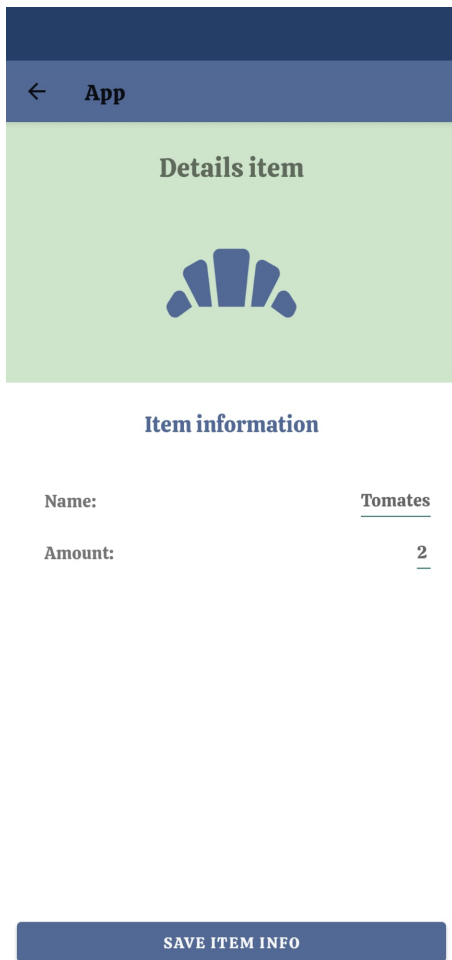 App
Details item
Item information
Name: Tomates
Amount: 2
SAVE ITEM INFO